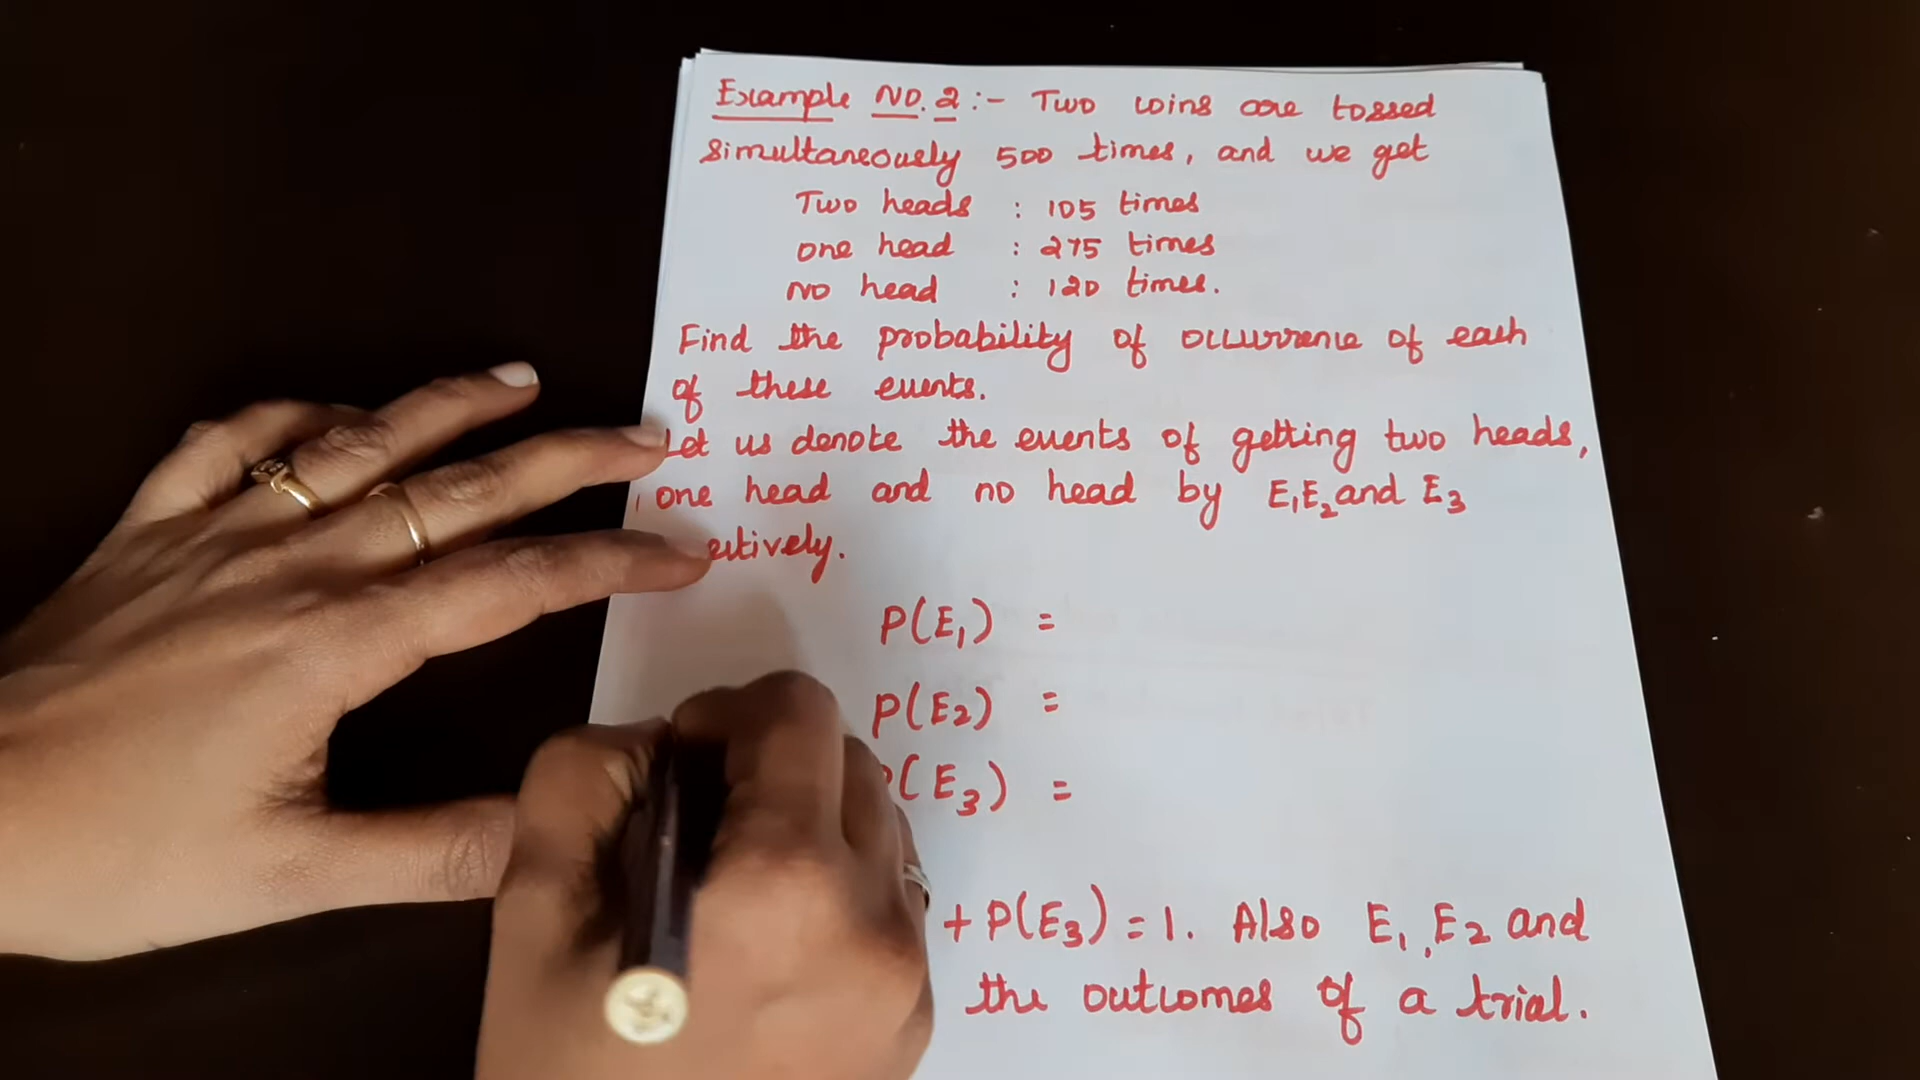 Example No. 2 :- Two coins are tossed
simultaneously 500 times, and we get
Two heads : 105 times
one head : 275 times
No head : 120 times.
Find the probability of occurrence of each
of these events.
Let us denote the events of getting two heads,
one head and no head by E₁E₂ and E₃
ectively.
P(E₁) =
P(E₂) =
(E₃) =
+ P(E₃) = 1. Also E₁, E₂ and
the outcomes of a trial.